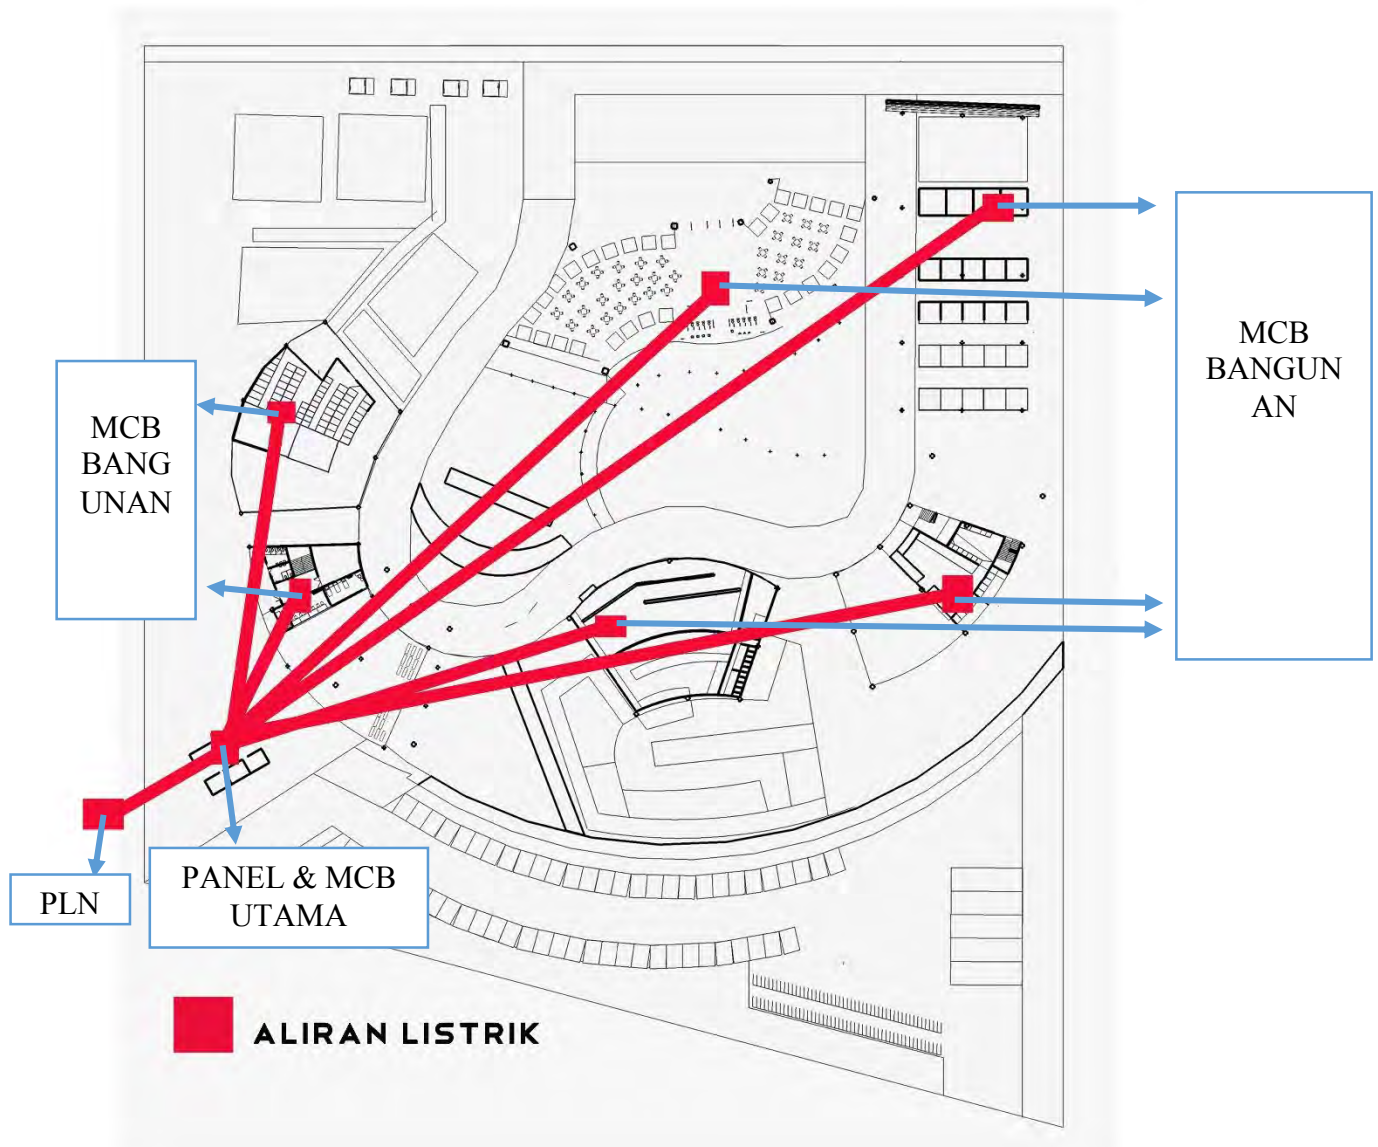 MCB
BANGUN
AN
MCB
BANG
UNAN
PANEL & MCB
UTAMA
PLN
ALIRAN LISTRIK